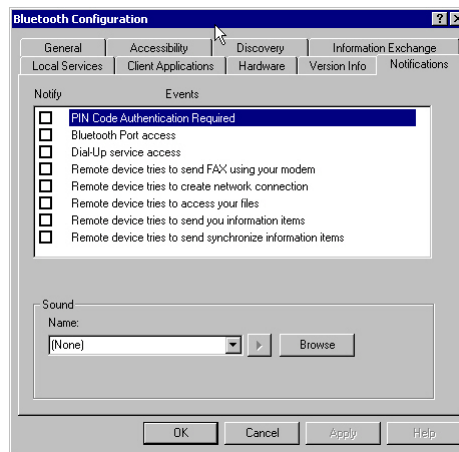 Bluetooth Configuration
General Accessibility Discovery Information Exchange
Local Services Client Applications Hardware Version Info Notifications
Notify Events
PIN Code Authentication Required
Bluetooth Port access
Dial-Up service access
Remote device tries to send FAX using your modem
Remote device tries to create network connection
Remote device tries to access your files
Remote device tries to send you information items
Remote device tries to send synchronize information items
Sound
Name:
(None) Browse
OK Cancel Apply Help